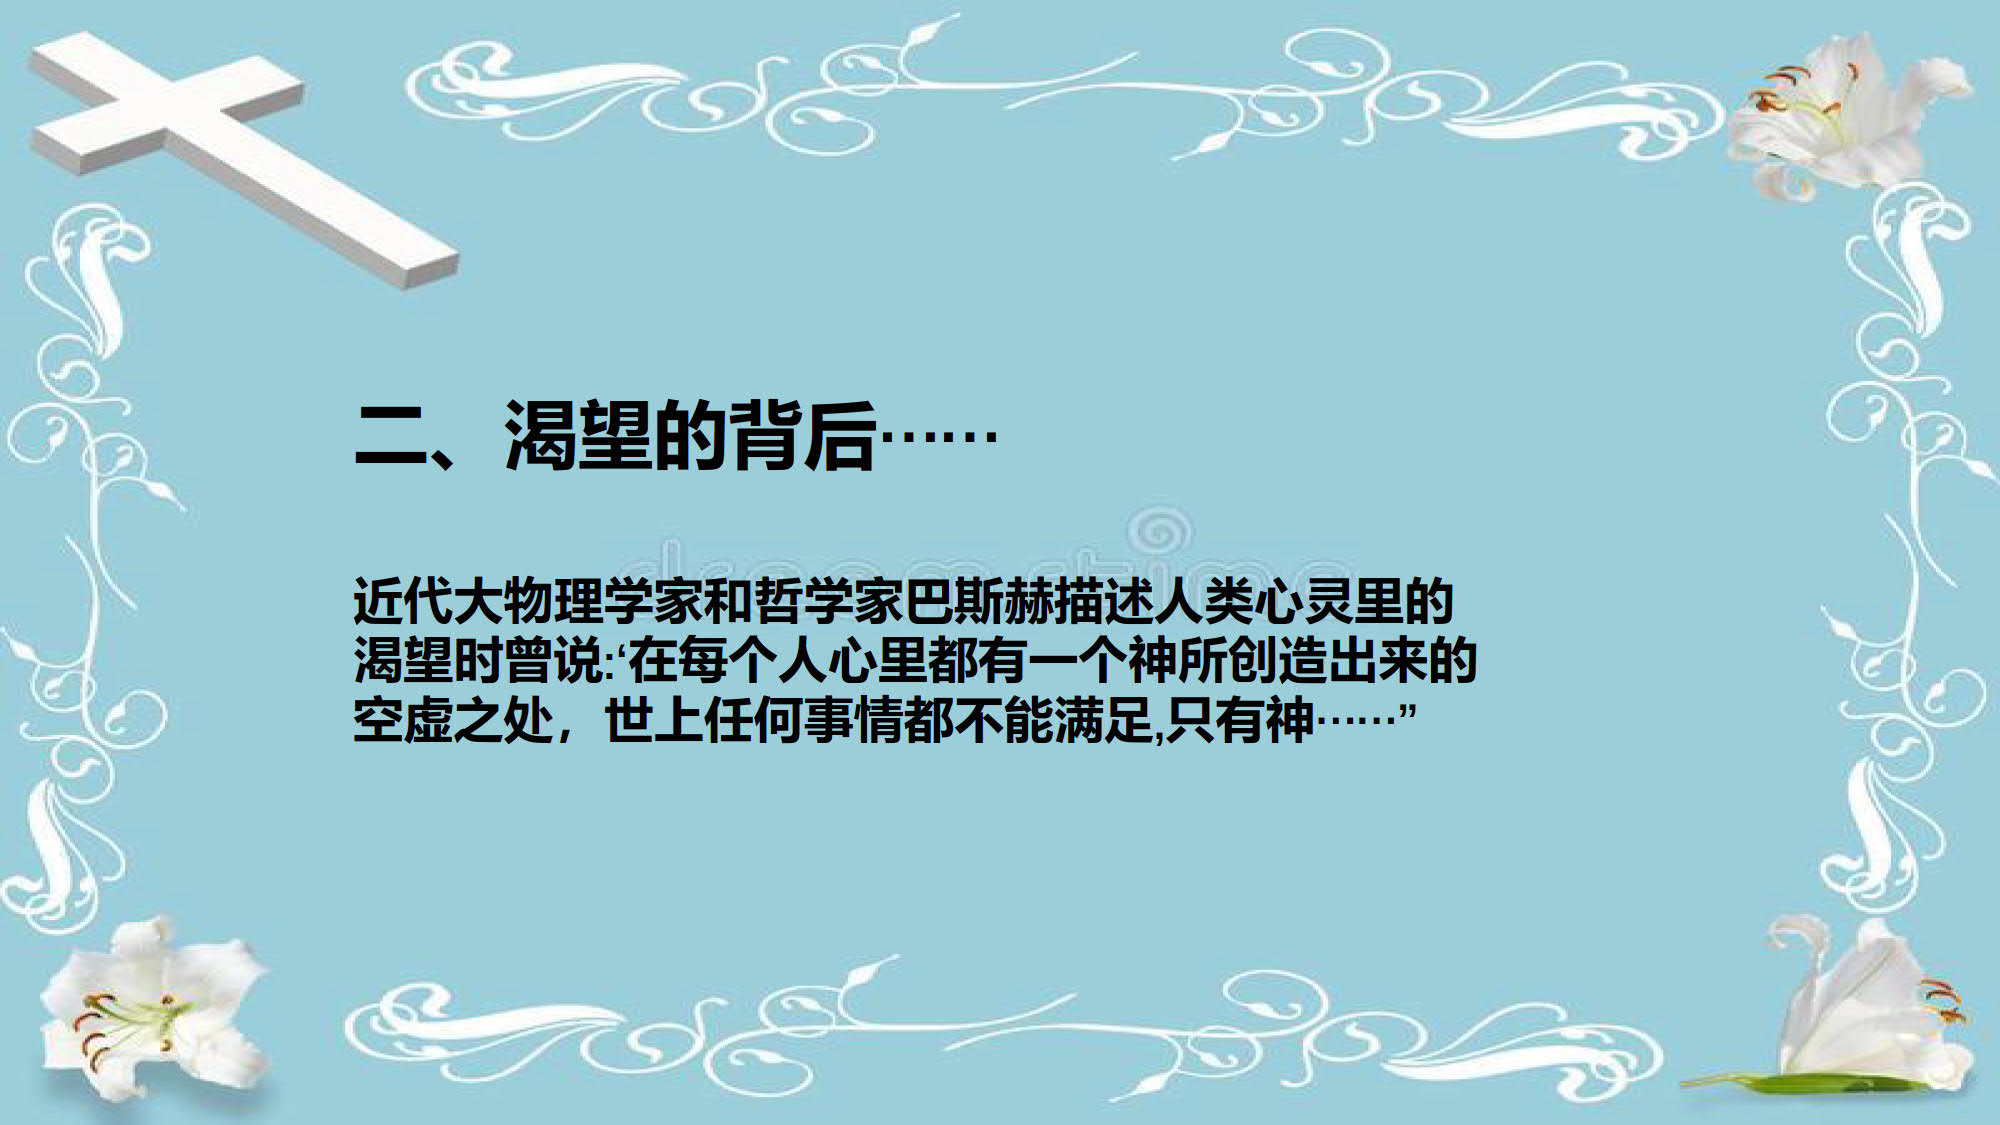 二、渴望的背后……
dreamstime
近代大物理学家和哲学家巴斯赫描述人类心灵里的
渴望时曾说:‘在每个人心里都有一个神所创造出来的
空虚之处，世上任何事情都不能满足,只有神……”